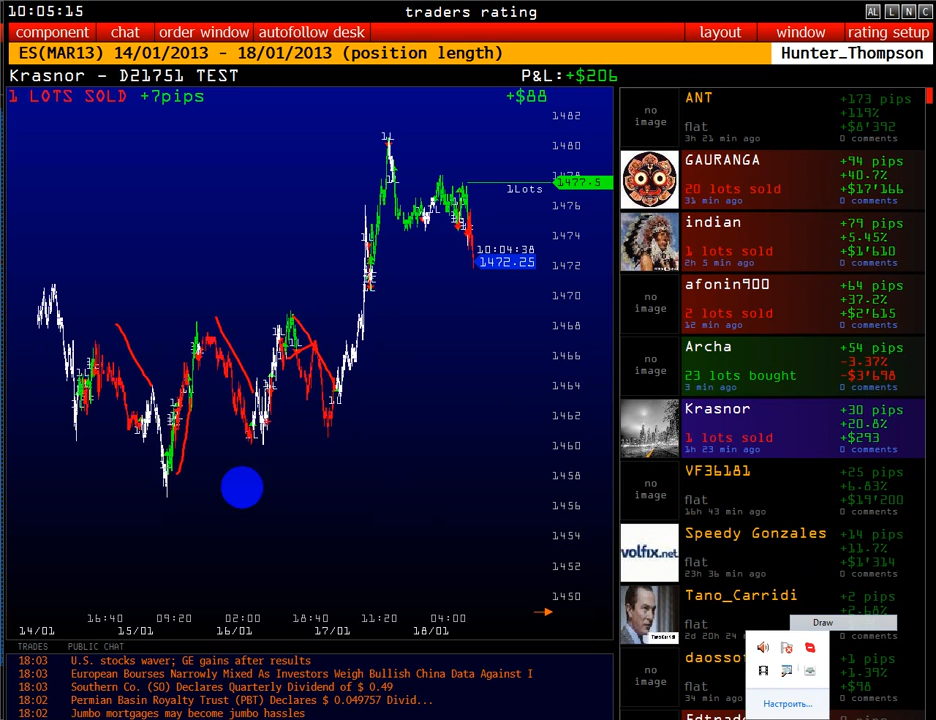 10:05:15
traders rating
AL L N C
component chat order window autofollow desk layout window rating setup
ES(MAR13) 14/01/2013 - 18/01/2013 (position length)
Hunter_Thompson
Krasnor - D21751 TEST
P&L:+$206
1 LOTS SOLD +7pips
+$88
1482
1480
1478
1477.5
1Lots
1476
1474
10:04:38
1472.25
1472
1470
1468
1466
1464
1462
1460
1458
1456
1454
1452
1450
16:40 09:20 02:00 18:40 11:20 04:00
14/01 15/01 16/01 17/01 18/01
no image
ANT
+173 pips
+119%
flat
+$8'392
3h 21 min ago
0 comments
GAURANGA
+94 pips
+40.7%
20 lots sold
+$17'166
31 min ago
0 comments
indian
+79 pips
+5.45%
1 lots sold
+$1'610
2h 5 min ago
0 comments
no image
afonin900
+64 pips
+37.2%
2 lots sold
+$2'615
12 min ago
0 comments
no image
Archa
+54 pips
-3.37%
23 lots bought
-$3'698
3 min ago
0 comments
Krasnor
+30 pips
+20.8%
1 lots sold
+$293
1h 23 min ago
0 comments
no image
VF36181
+25 pips
+6.83%
flat
+$19'200
16h 43 min ago
0 comments
volfix.net
Speedy Gonzales
+14 pips
+11.7%
flat
+$1'314
23h 36 min ago
0 comments
Tano_Carridi
+2 pips
+2.68%
flat
2d 20h 24
no image
daosso
+1 pips
+1.39%
flat
+$98
34 min ago
0 comments
Draw
Настроить...
TRADES PUBLIC CHAT
18:03 U.S. stocks waver; GE gains after results
18:03 European Bourses Narrowly Mixed As Investors Weigh Bullish China Data Against I
18:03 Southern Co. (SO) Declares Quarterly Dividend of $ 0.49
18:02 Permian Basin Royalty Trust (PBT) Declares $ 0.049757 Divid...
18:02 Jumbo mortgages may become jumbo hassles